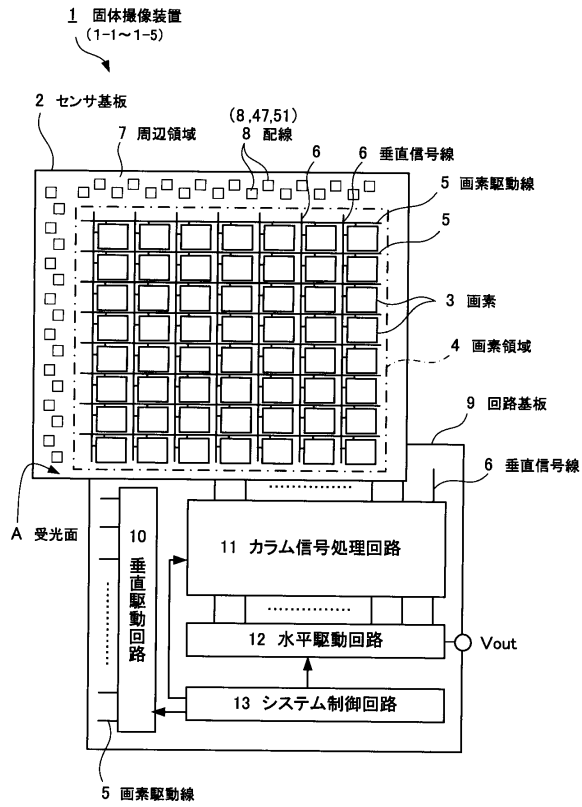 1 固体撮像装置
(1-1～1-5)
2 センサ基板
7 周辺領域
(8,47,51)
8 配線
6
6 垂直信号線
5 画素駆動線
5
3 画素
4 画素領域
9 回路基板
6 垂直信号線
A 受光面
10 垂直駆動回路
11 カラム信号処理回路
12 水平駆動回路
Vout
13 システム制御回路
5 画素駆動線